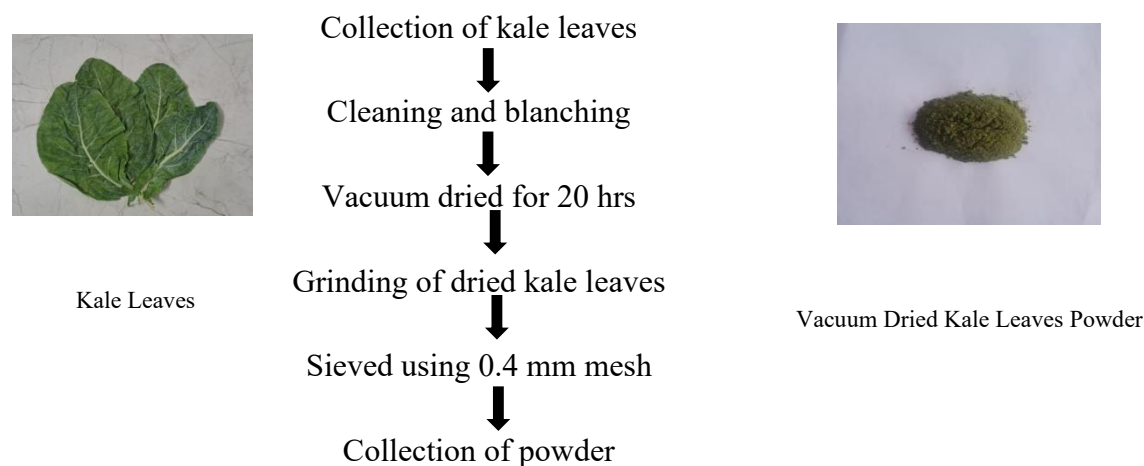 Collection of kale leaves
Cleaning and blanching
Vacuum dried for 20 hrs
Grinding of dried kale leaves
Kale Leaves
Vacuum Dried Kale Leaves Powder
Sieved using 0.4 mm mesh
Collection of powder